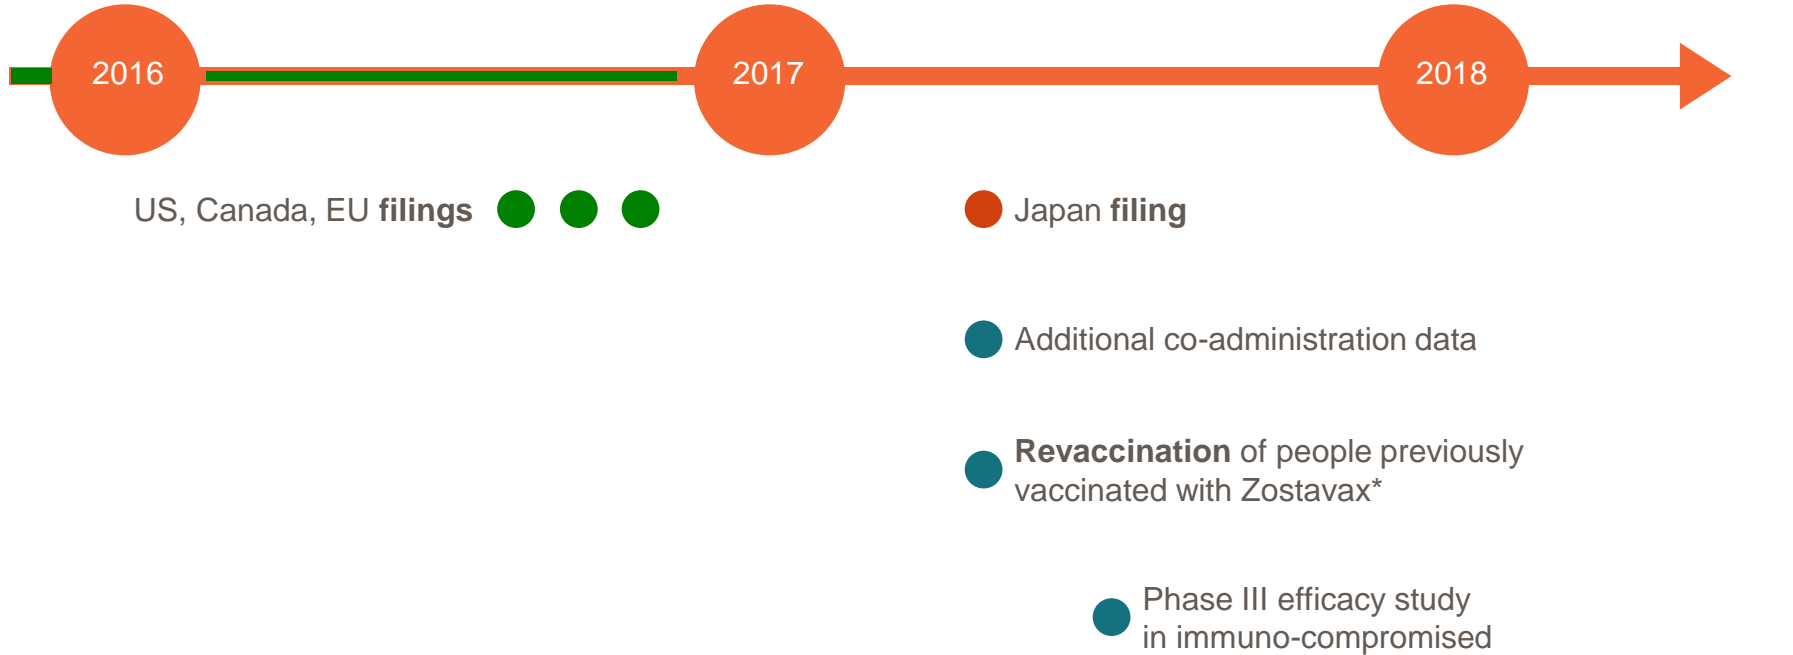 2016
2017
2018
US, Canada, EU filings
Japan filing
Additional co-administration data
Revaccination of people previously
vaccinated with Zostavax*
Phase III efficacy study
in immuno-compromised